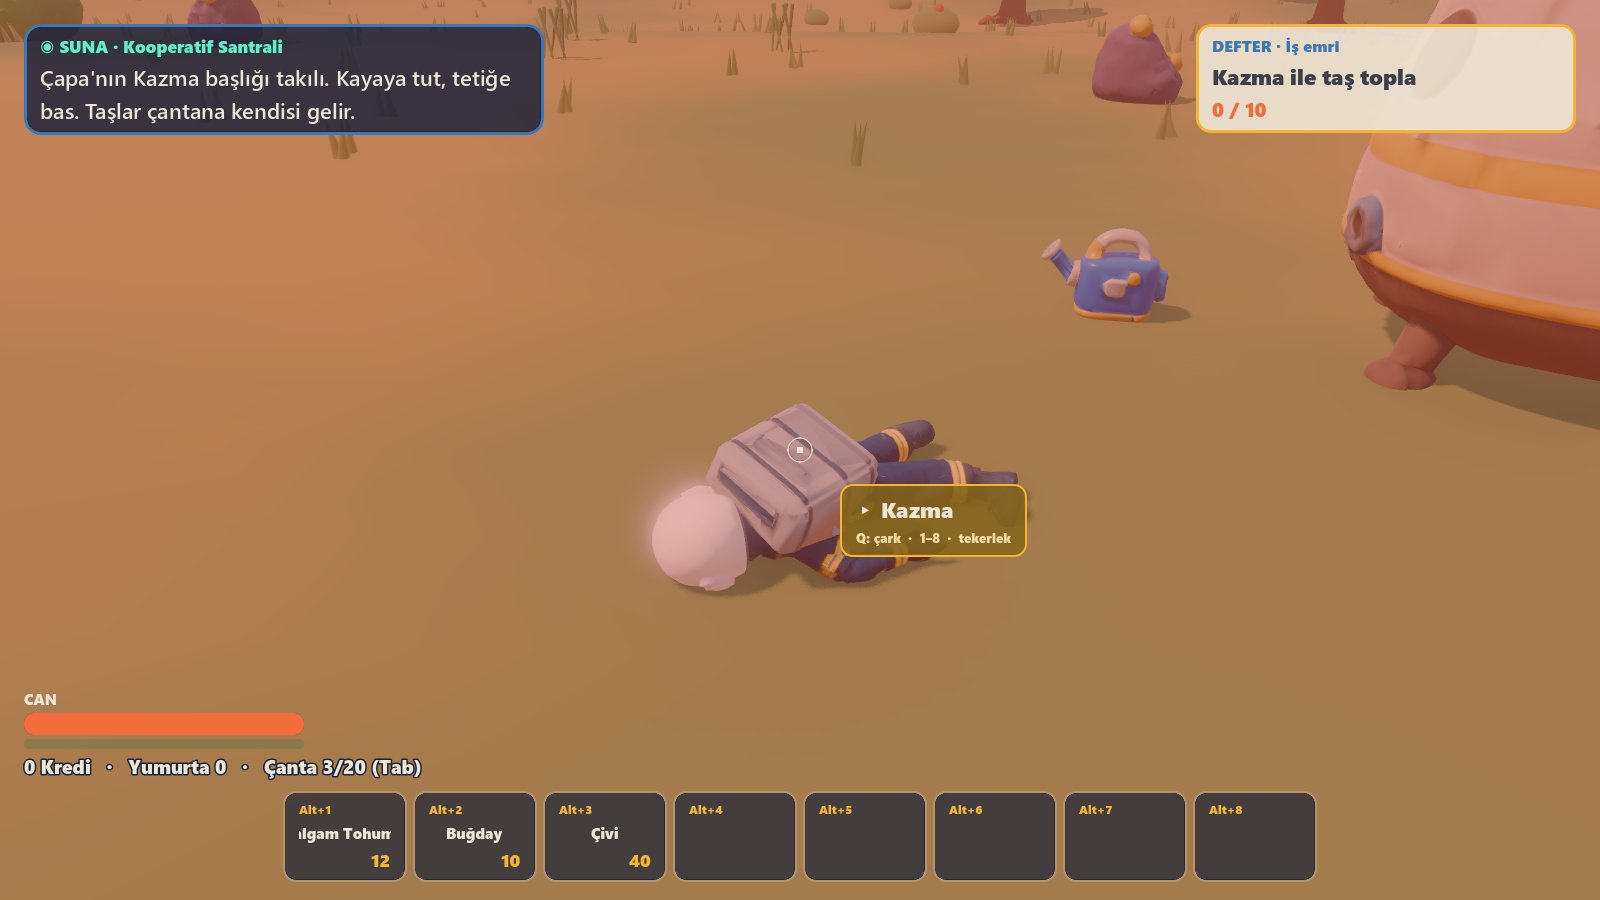 ◉ SUNA · Kooperatif Santrali
Çapa'nın Kazma başlığı takılı. Kayaya tut, tetiğe
bas. Taşlar çantana kendisi gelir.
DEFTER · İş emri
Kazma ile taş topla
0 / 10
▸ Kazma
Q: çark · 1–8 · tekerlek
CAN
0 Kredi · Yumurta 0 · Çanta 3/20 (Tab)
Alt+1 Alt+2 Alt+3 Alt+4 Alt+5 Alt+6 Alt+7 Alt+8
Tohum Buğday Çivi
12 10 40